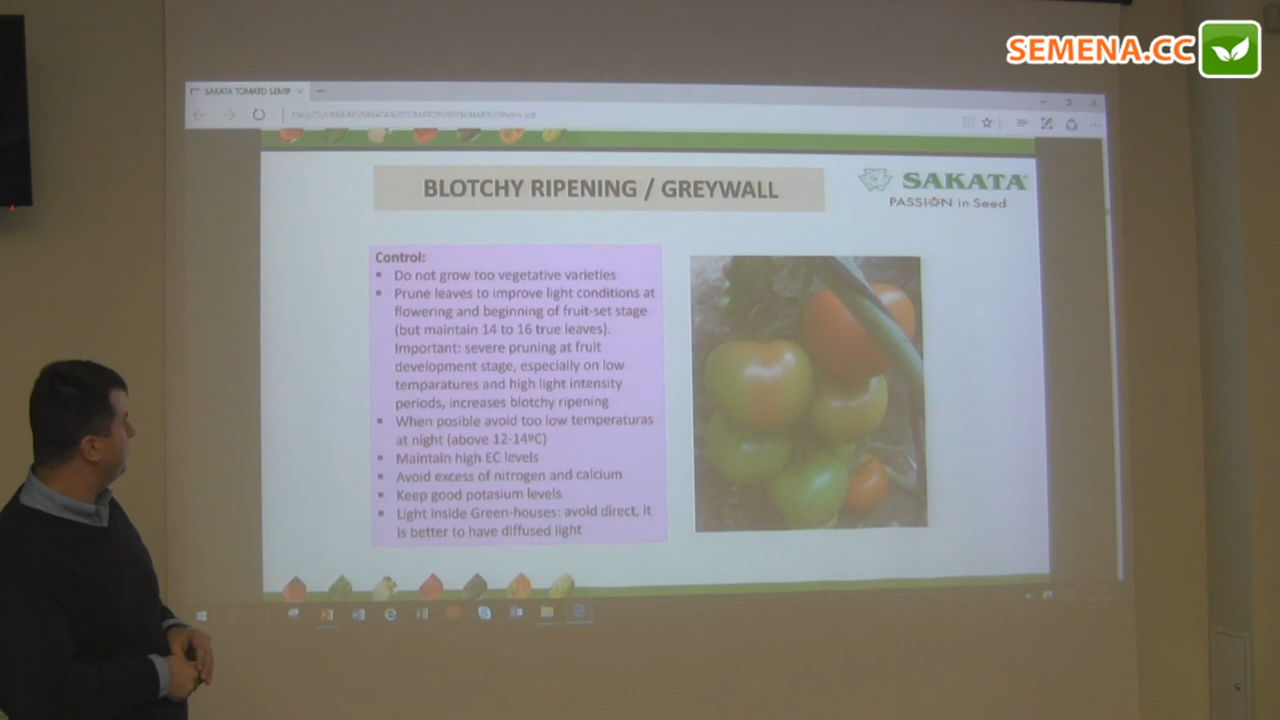 SEMENA.CC
SAKATA TOMATO SEMIN
BLOTCHY RIPENING / GREYWALL
SAKATA
PASSION in Seed
Control:
▪ Do not grow too vegetative varieties
▪ Prune leaves to improve light conditions at
flowering and beginning of fruit-set stage
(but maintain 14 to 16 true leaves).
Important: severe pruning at fruit
development stage, especially on low
temparatures and high light intensity
periods, increases blotchy ripening
▪ When posible avoid too low temperaturas
at night (above 12-14ºC)
▪ Maintain high EC levels
▪ Avoid excess of nitrogen and calcium
▪ Keep good potasium levels
▪ Light inside Green-houses: avoid direct, it
is better to have diffused light